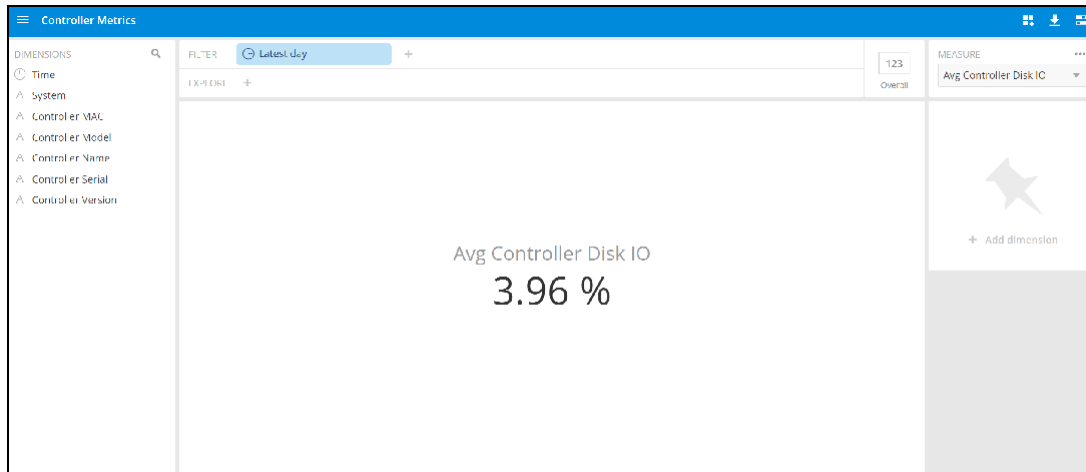 Controller Metrics
DIMENSIONS
Time
System
Controller MAC
Controller Model
Controller Name
Controller Serial
Controller Version
FILTER
Latest day
+
EXPLORE +
123
Overall
MEASURE
...
Avg Controller Disk IO
+ Add dimension
Avg Controller Disk IO
3.96 %